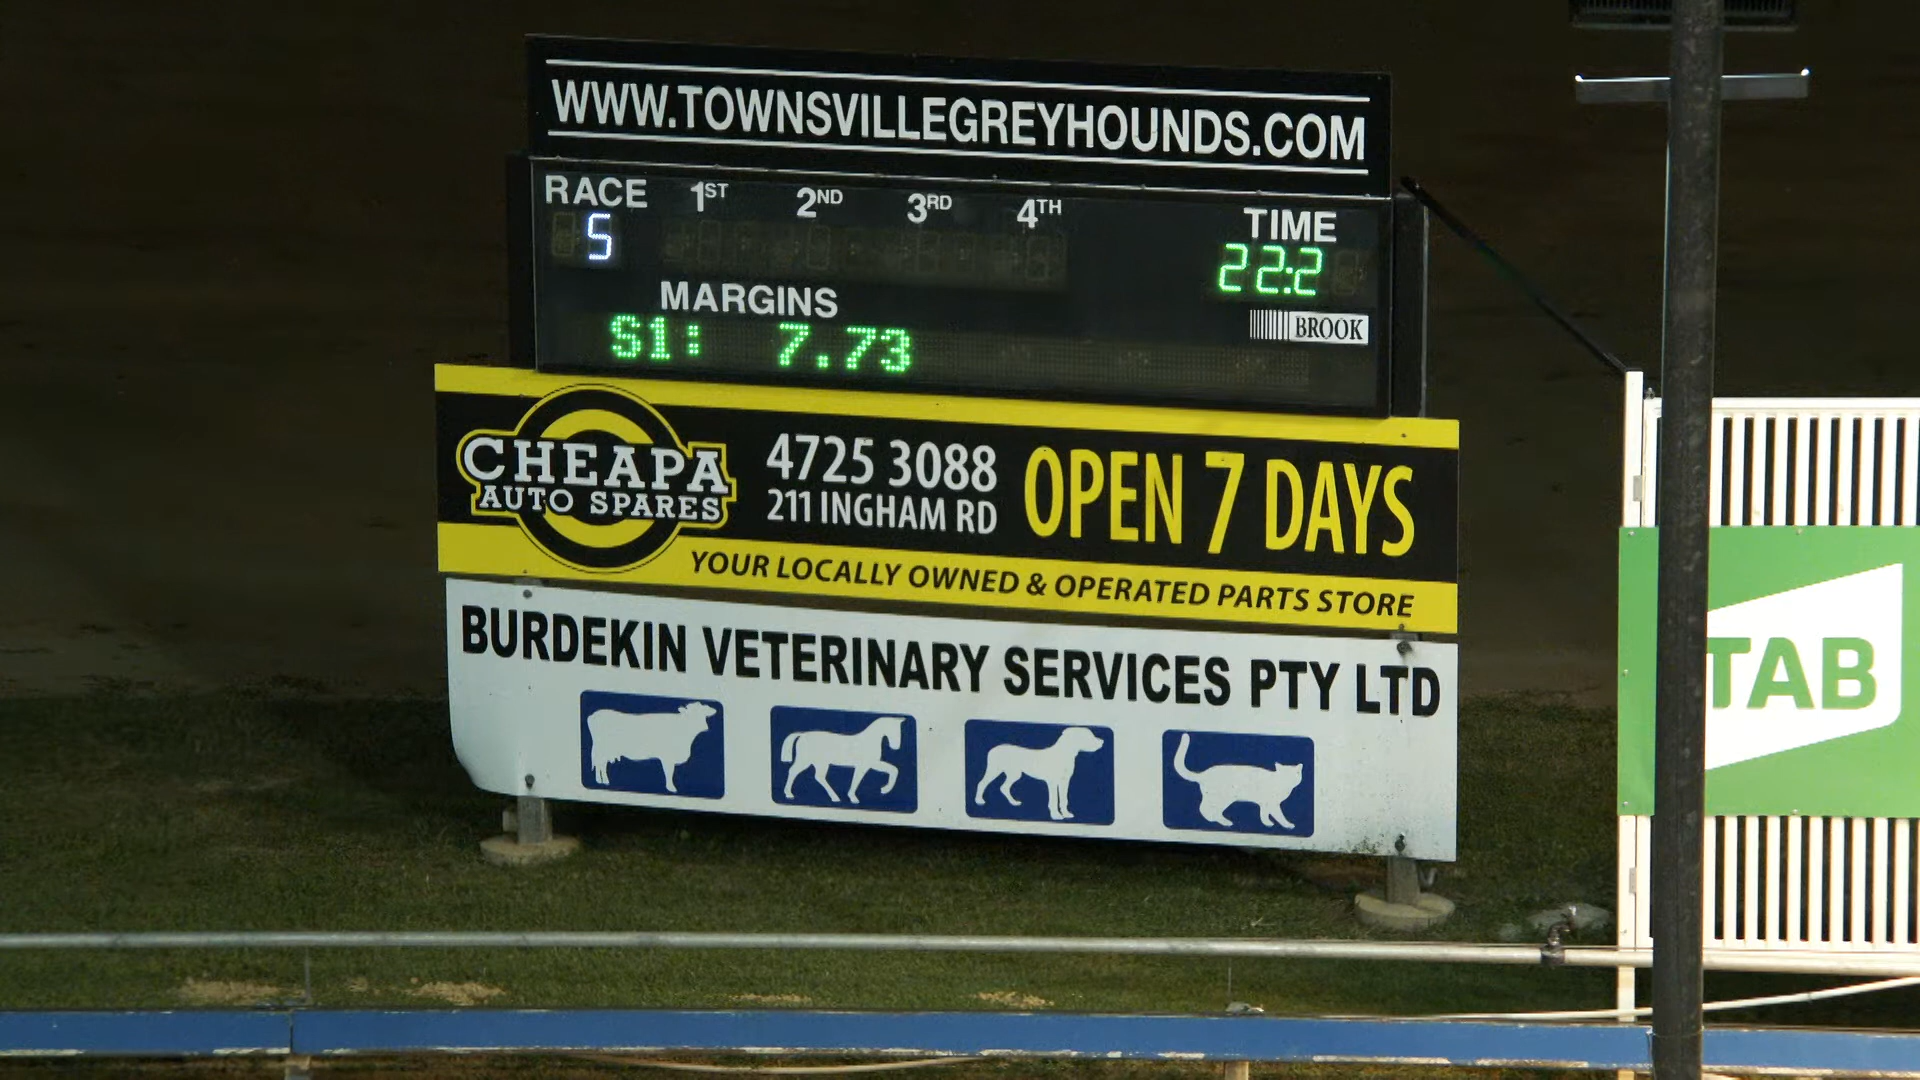 WWW.TOWNSVILLEGREYHOUNDS.COM
RACE 1ST 2ND 3RD 4TH TIME
5 22:2
MARGINS
BROOK
S1: 7.73
CHEAPA
AUTO SPARES
4725 3088
211 INGHAM RD
OPEN 7 DAYS
YOUR LOCALLY OWNED & OPERATED PARTS STORE
BURDEKIN VETERINARY SERVICES PTY LTD
TAB